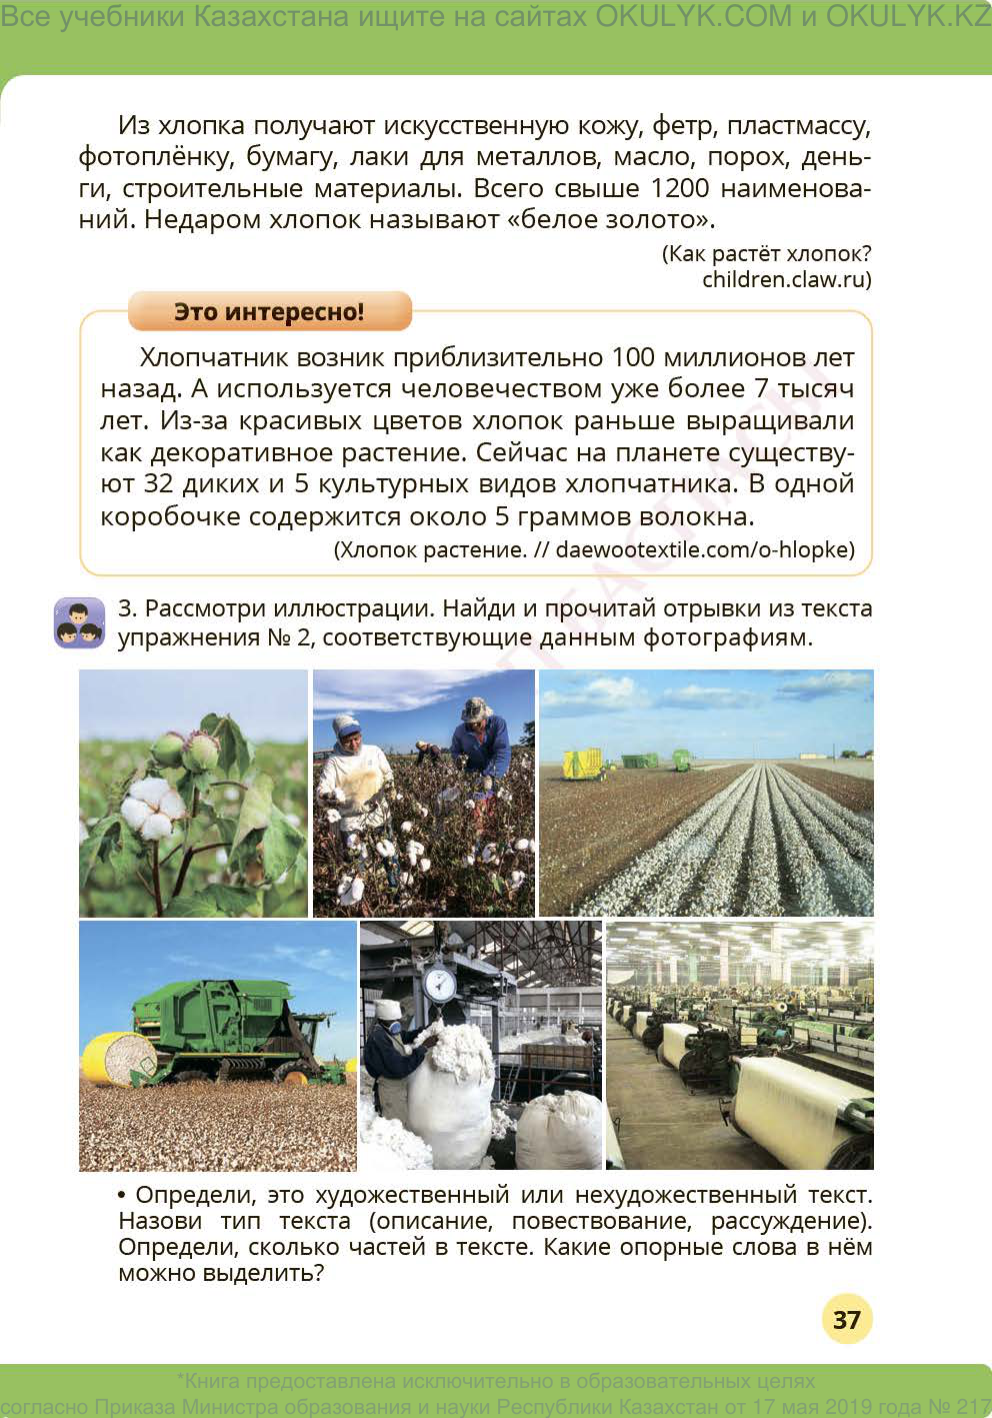 Все учебники Казахстана ищите на сайтах OKULYK.COM и OKULYK.KZ
Из хлопка получают искусственную кожу, фетр, пластмассу,
фотоплёнку, бумагу, лаки для металлов, масло, порох, день-
ги, строительные материалы. Всего свыше 1200 наименова-
ний. Недаром хлопок называют «белое золото».
(Как растёт хлопок?
children.claw.ru)
Это интересно!
Хлопчатник возник приблизительно 100 миллионов лет
назад. А используется человечеством уже более 7 тысяч
лет. Из-за красивых цветов хлопок раньше выращивали
как декоративное растение. Сейчас на планете существу-
ют 32 диких и 5 культурных видов хлопчатника. В одной
коробочке содержится около 5 граммов волокна.
(Хлопок растение. // daewootextile.com/o-hlopke)
3. Рассмотри иллюстрации. Найди и прочитай отрывки из текста
упражнения № 2, соответствующие данным фотографиям.
• Определи, это художественный или нехудожественный текст.
Назови тип текста (описание, повествование, рассуждение).
Определи, сколько частей в тексте. Какие опорные слова в нём
можно выделить?
37
*Книга предоставлена исключительно в образовательных целях
согласно Приказа Министра образования и науки Республики Казахстан от 17 мая 2019 года № 217